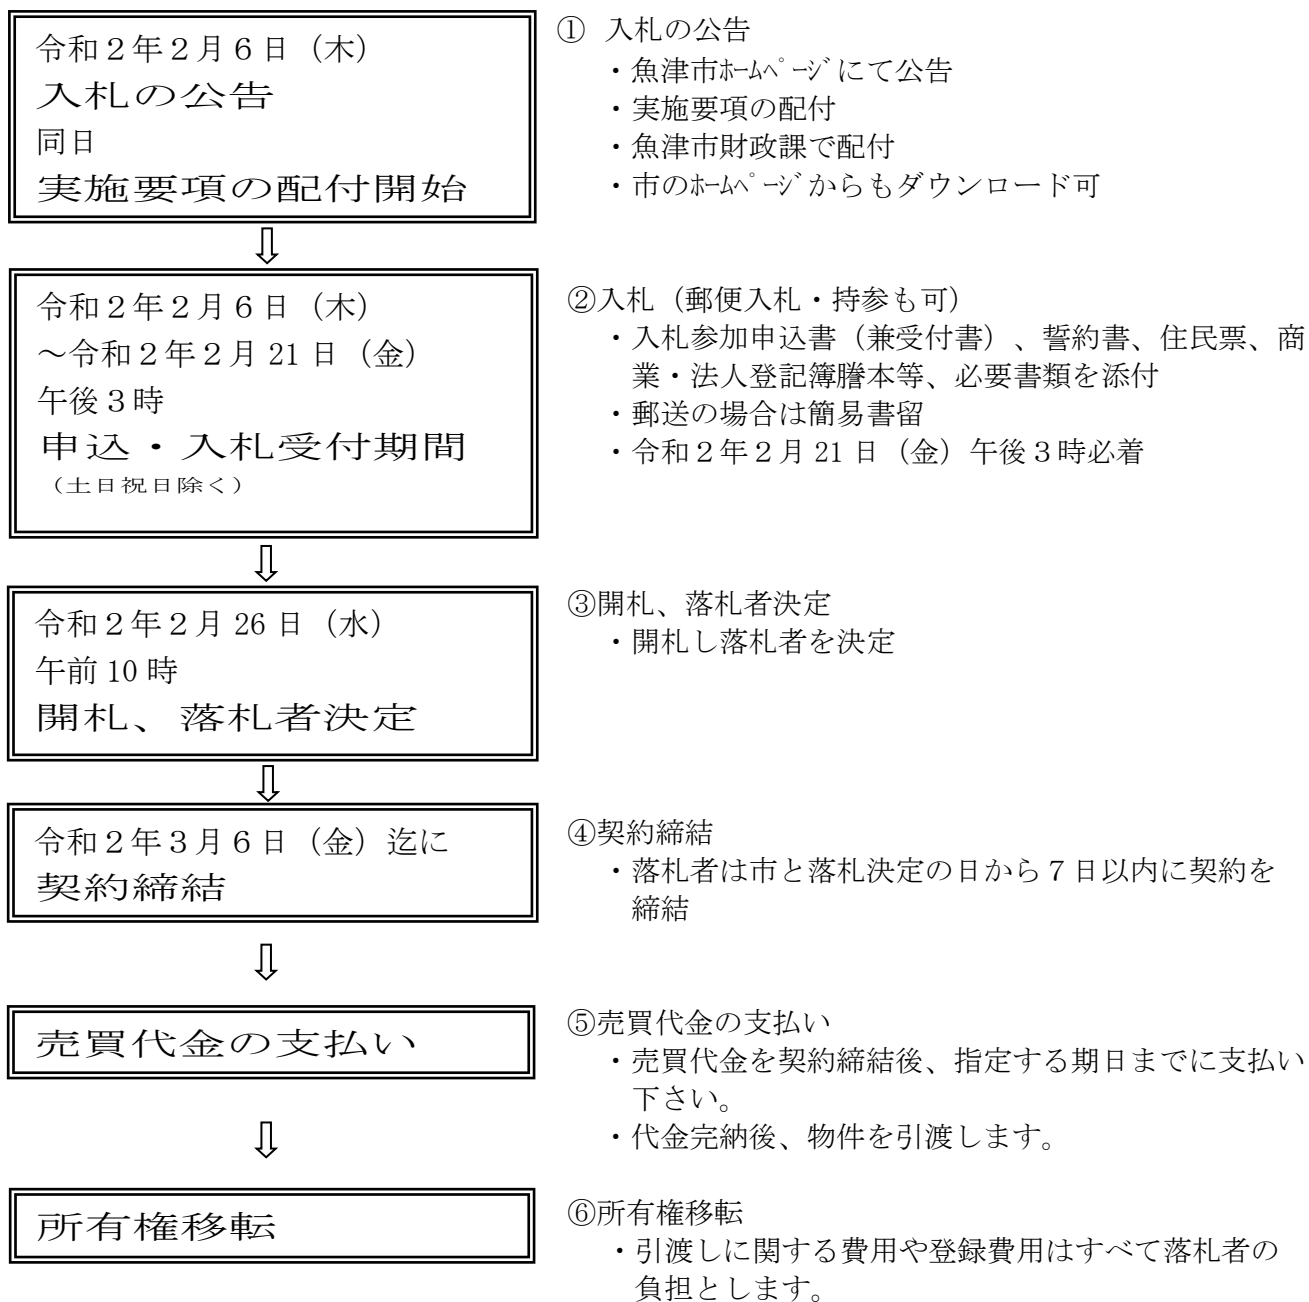 令和２年２月６日（木）
入札の公告
同日
実施要項の配付開始
① 入札の公告
・魚津市ﾎｰﾑﾍﾟｰｼﾞにて公告
・実施要項の配付
・魚津市財政課で配付
・市のﾎｰﾑﾍﾟｰｼﾞからもダウンロード可
⇩
令和２年２月６日（木）
～令和２年２月 21 日（金）
午後３時
申込・入札受付期間
（土日祝日除く）
②入札（郵便入札・持参も可）
・入札参加申込書（兼受付書）、誓約書、住民票、商
業・法人登記簿謄本等、必要書類を添付
・郵送の場合は簡易書留
・令和２年２月 21 日（金）午後３時必着
⇩
令和２年２月 26 日（水）
午前 10 時
開札、落札者決定
③開札、落札者決定
・開札し落札者を決定
⇩
令和２年３月６日（金）迄に
契約締結
④契約締結
・落札者は市と落札決定の日から７日以内に契約を
締結
⇩
売買代金の支払い
⑤売買代金の支払い
・売買代金を契約締結後、指定する期日までに支払い
下さい。
・代金完納後、物件を引渡します。
⇩
所有権移転
⑥所有権移転
・引渡しに関する費用や登録費用はすべて落札者の
負担とします。